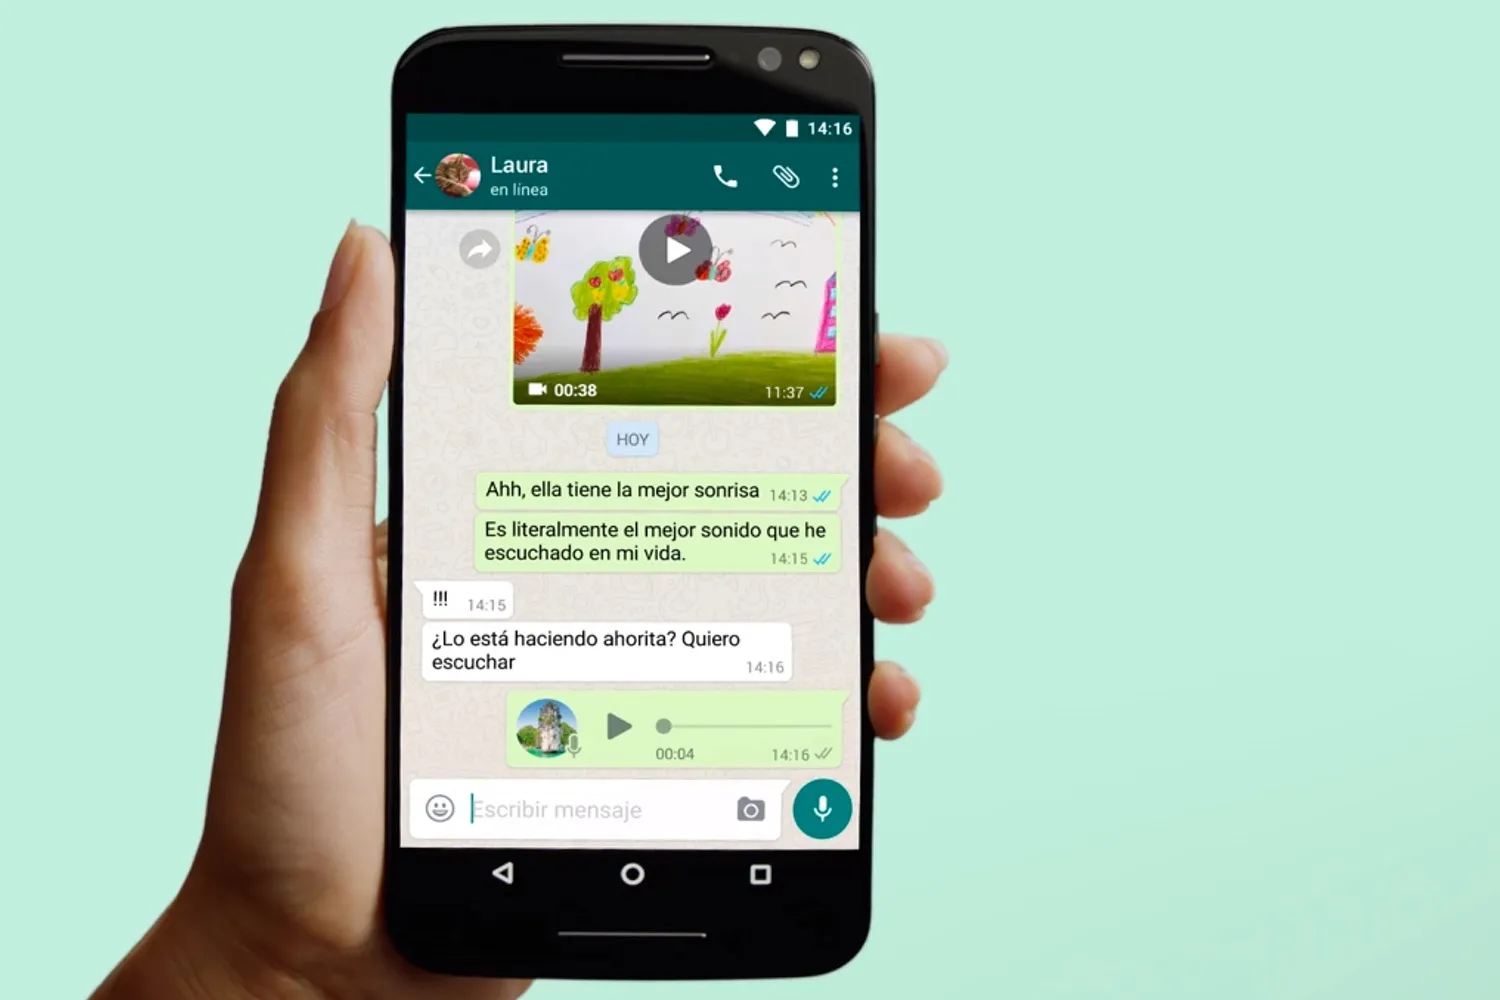 14:16
Laura
en línea
00:38
11:37
HOY
Ahh, ella tiene la mejor sonrisa 14:13
Es literalmente el mejor sonido que he
escuchado en mi vida. 14:15
!!! 14:15
¿Lo está haciendo ahorita? Quiero
escuchar 14:16
00:04 14:16
Escribir mensaje